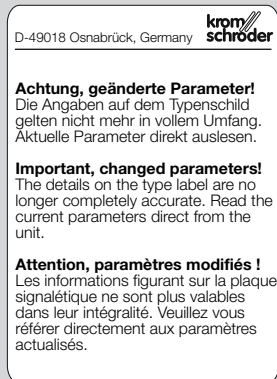 krom
schröder
D-49018 Osnabrück, Germany
Achtung, geänderte Parameter!
Die Angaben auf dem Typenschild
gelten nicht mehr in vollem Umfang.
Aktuelle Parameter direkt auslesen.
Important, changed parameters!
The details on the type label are no
longer completely accurate. Read the
current parameters direct from the
unit.
Attention, paramètres modifiés !
Les informations figurant sur la plaque
signalétique ne sont plus valables
dans leur intégralité. Veuillez vous
référer directement aux paramètres
actualisés.